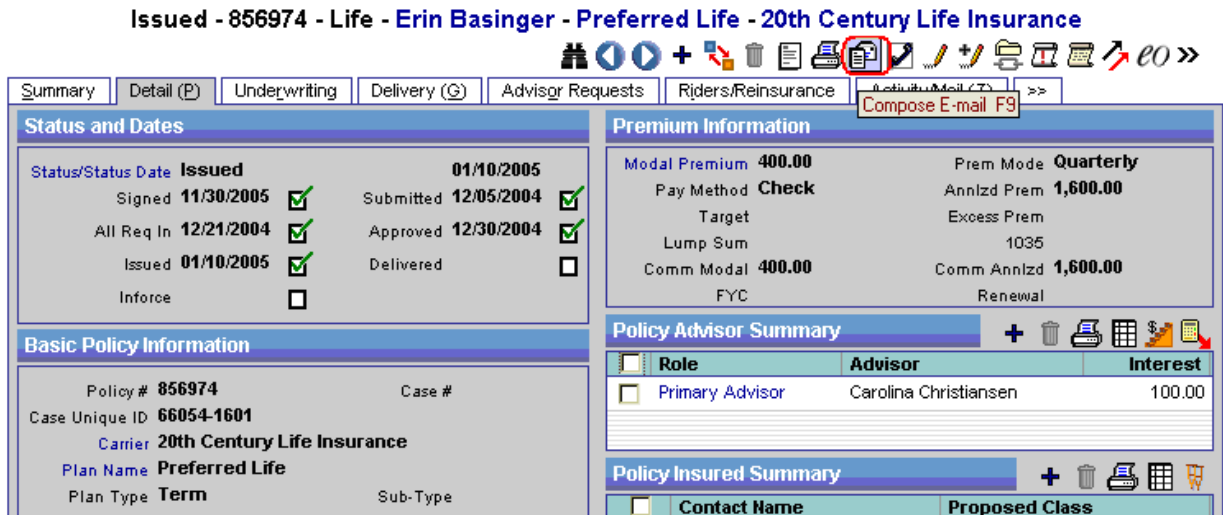 Issued - 856974 - Life - Erin Basinger - Preferred Life - 20th Century Life Insurance
eo »
Summary Detail (P) Underwriting Delivery (G) Advisor Requests Riders/Reinsurance Activity/Mail (7) >>
Compose E-mail F9
Status and Dates
Status/Status Date Issued 01/10/2005
Signed 11/30/2005 Submitted 12/05/2004
All Req In 12/21/2004 Approved 12/30/2004
Issued 01/10/2005 Delivered
Inforce
Basic Policy Information
Policy # 856974 Case #
Case Unique ID 66054-1601
Carrier 20th Century Life Insurance
Plan Name Preferred Life
Plan Type Term Sub-Type
Premium Information
Modal Premium 400.00 Prem Mode Quarterly
Pay Method Check Annlzd Prem 1,600.00
Target Excess Prem
Lump Sum 1035
Comm Modal 400.00 Comm Annlzd 1,600.00
FYC Renewal
Policy Advisor Summary
Role Advisor Interest
Primary Advisor Carolina Christiansen 100.00
Policy Insured Summary
Contact Name Proposed Class